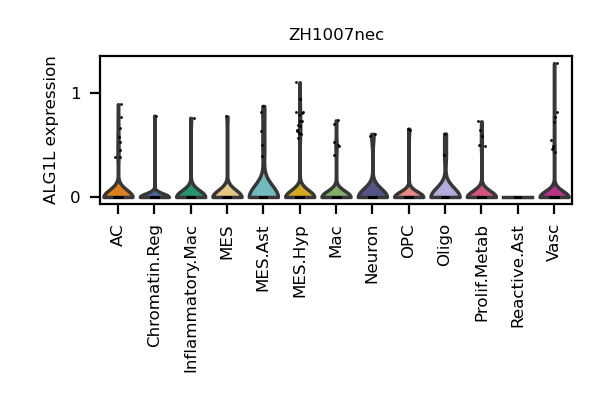 ZH1007nec
ALG1L expression
1
0
AC
Chromatin.Reg
Inflammatory.Mac
MES
MES.Ast
MES.Hyp
Mac
Neuron
OPC
Oligo
Prolif.Metab
Reactive.Ast
Vasc